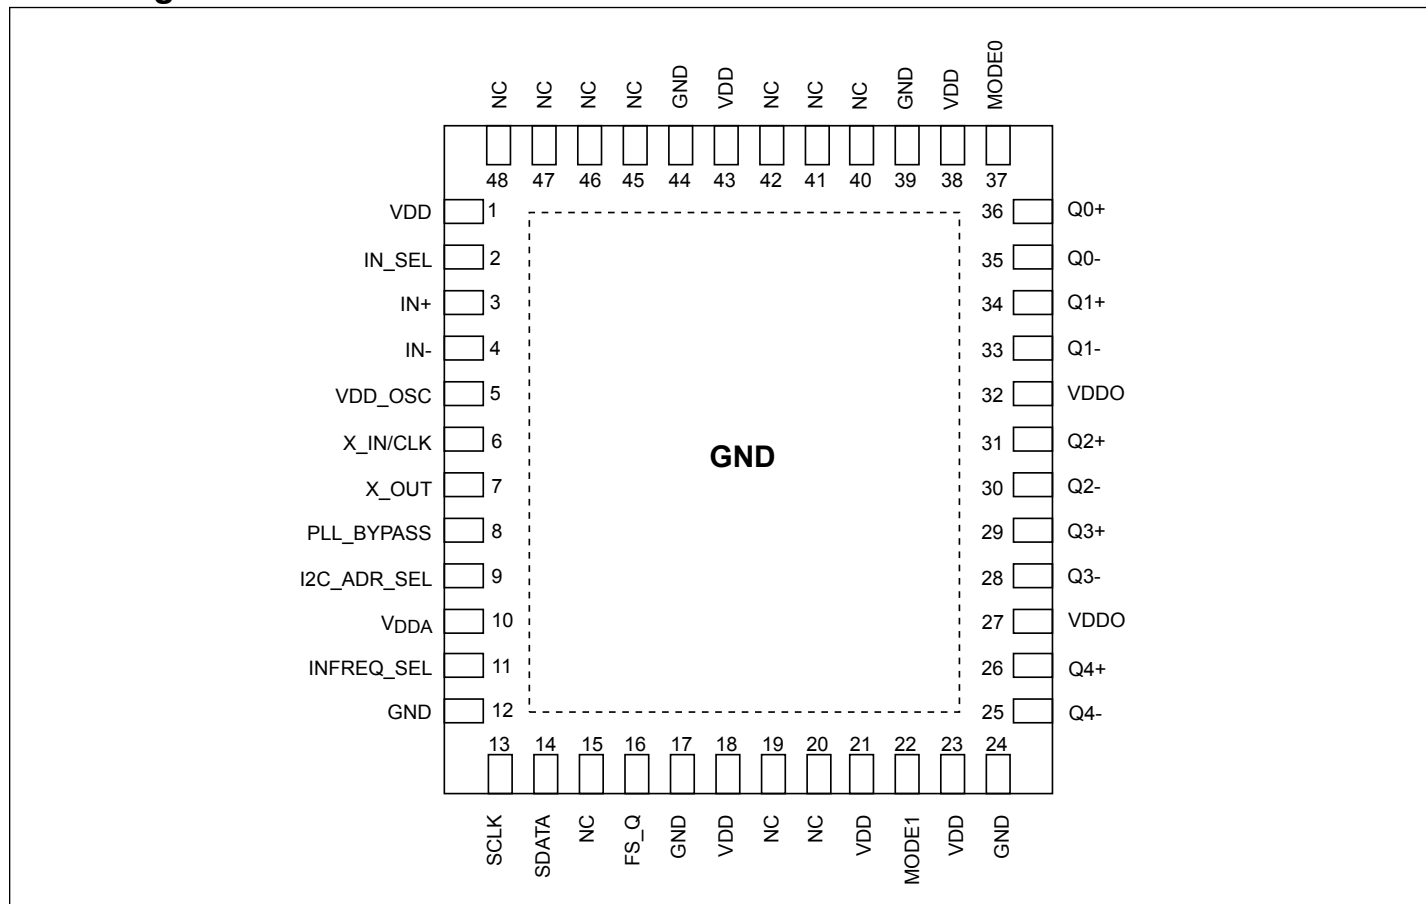 NC NC NC NC GND VDD NC NC NC GND VDD MODE0
48 47 46 45 44 43 42 41 40 39 38 37
VDD 1 36 Q0+
IN_SEL 2 35 Q0-
IN+ 3 34 Q1+
IN- 4 33 Q1-
VDD_OSC 5 32 VDDO
X_IN/CLK 6 31 Q2+
GND
X_OUT 7 30 Q2-
PLL_BYPASS 8 29 Q3+
I2C_ADR_SEL 9 28 Q3-
VDDA 10 27 VDDO
INFREQ_SEL 11 26 Q4+
GND 12 25 Q4-
13 14 15 16 17 18 19 20 21 22 23 24
SCLK SDATA NC FS_Q GND VDD NC NC VDD MODE1 VDD GND